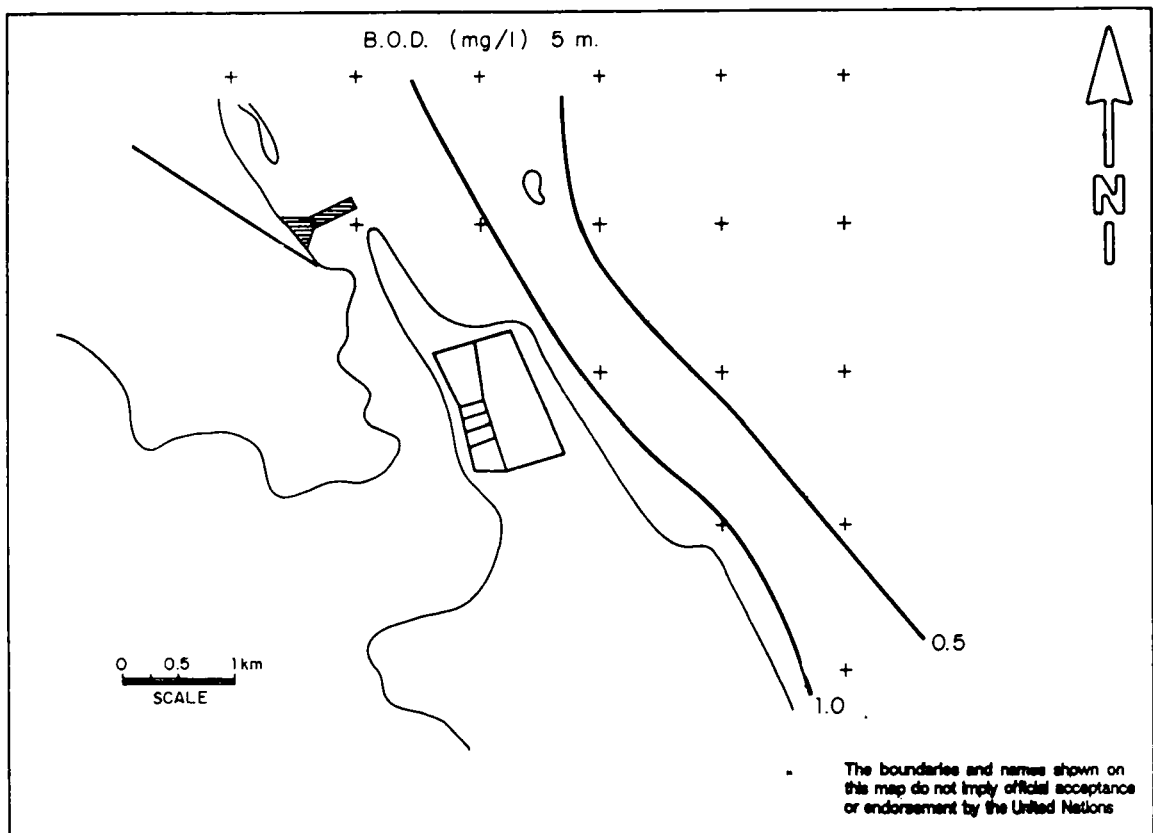 B.O.D. (mg/l) 5 m.
N
0.5
1.0
0 0.5 1 km
SCALE
The boundaries and names shown on
this map do not imply official acceptance
or endorsement by the United Nations